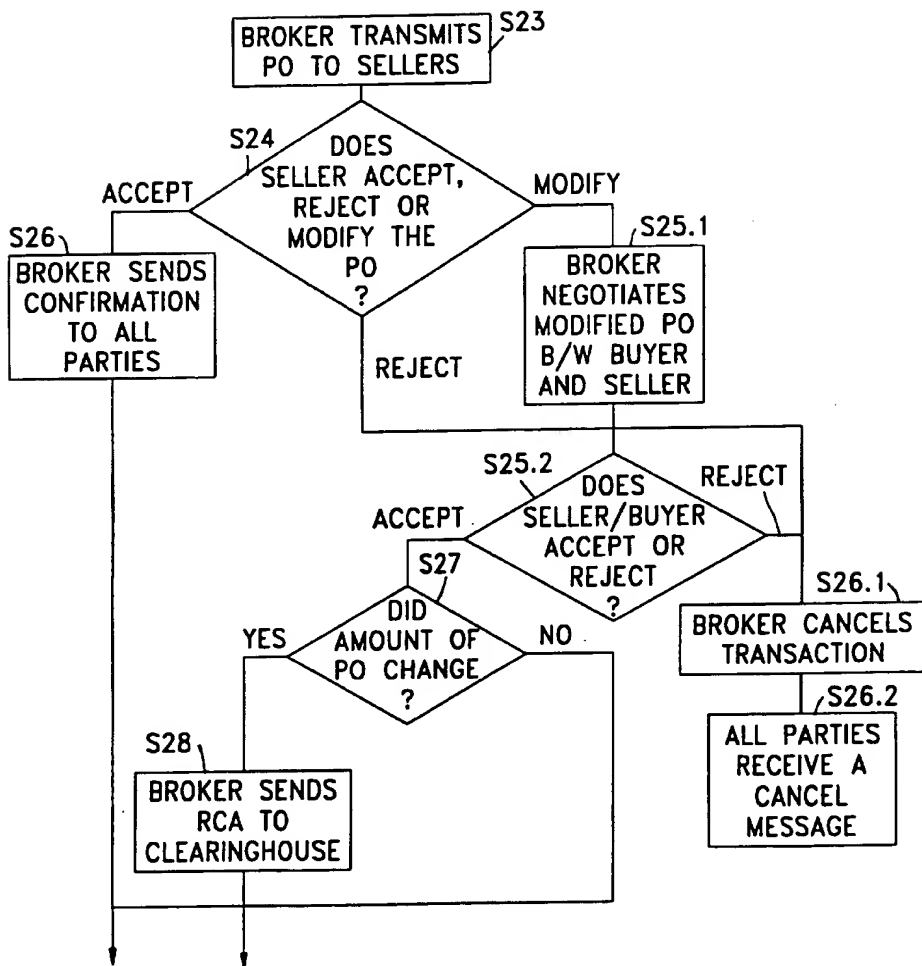 BROKER TRANSMITS
PO TO SELLERS
S23
S24
DOES
SELLER ACCEPT,
REJECT OR
MODIFY THE
PO
?
ACCEPT
MODIFY
REJECT
S26
BROKER SENDS
CONFIRMATION
TO ALL
PARTIES
S25.1
BROKER
NEGOTIATES
MODIFIED PO
B/W BUYER
AND SELLER
S25.2
DOES
SELLER/BUYER
ACCEPT OR
REJECT
?
ACCEPT
REJECT
S27
DID
AMOUNT OF
PO CHANGE
?
YES
NO
S26.1
BROKER CANCELS
TRANSACTION
S26.2
ALL PARTIES
RECEIVE A
CANCEL
MESSAGE
S28
BROKER SENDS
RCA TO
CLEARINGHOUSE